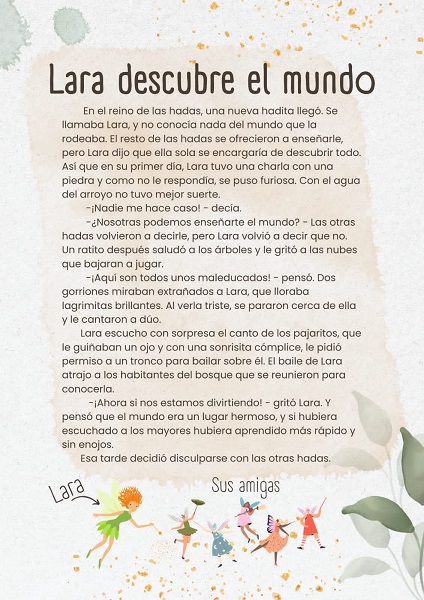 Lara descubre el mundo
En el reino de las hadas, una nueva hadita llegó. Se
llamaba Lara, y no conocía nada del mundo que la
rodeaba. El resto de las hadas se ofrecieron a enseñarle,
pero Lara dijo que ella sola se encargaría de descubrir todo.
Así que en su primer día, Lara tuvo una charla con una
piedra y como no le respondía, se puso furiosa. Con el agua
del arroyo no tuvo mejor suerte.
-¡Nadie me hace caso! - decía.
-¿Nosotras podemos enseñarte el mundo? - Las otras
hadas volvieron a decirle, pero Lara volvió a decir que no.
Un ratito después saludó a los árboles y le gritó a las nubes
que bajaran a jugar.
-¡Aquí son todos unos maleducados! - pensó. Dos
gorriones miraban extrañados a Lara, que lloraba
lagrimitas brillantes. Al verla triste, se pararon cerca de ella
y le cantaron a dúo.
Lara escucho con sorpresa el canto de los pajaritos, que
le guiñaban un ojo y con una sonrisita cómplice, le pidió
permiso a un tronco para bailar sobre él. El baile de Lara
atrajo a los habitantes del bosque que se reunieron para
conocerla.
-¡Ahora si nos estamos divirtiendo! - gritó Lara. Y
pensó que el mundo era un lugar hermoso, y si hubiera
escuchado a los mayores hubiera aprendido más rápido y
sin enojos.
Esa tarde decidió disculparse con las otras hadas.
Lara
Sus amigas